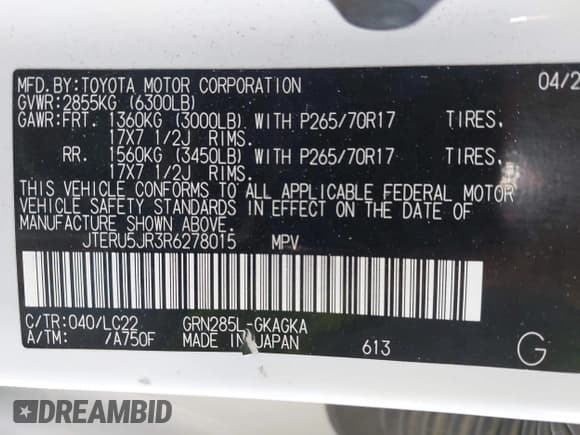 MFD.BY:TOYOTA MOTOR CORPORATION 04/2
GVWR:2855KG (6300LB)
GAWR:FRT. 1360KG (3000LB) WITH P265/70R17 TIRES,
17X7 1/2J RIMS.
RR. 1560KG (3450LB) WITH P265/70R17 TIRES,
17X7 1/2J RIMS.
THIS VEHICLE CONFORMS TO ALL APPLICABLE FEDERAL MOTOR
VEHICLE SAFETY STANDARDS IN EFFECT ON THE DATE OF
MANUFACTURE SHOWN ABOVE.
JTERU5JR3R6278015 MPV
C/TR:040/LC22 GRN285L-GKAGKA
A/TM: /A750F MADE IN JAPAN 613 G
DREAMBID